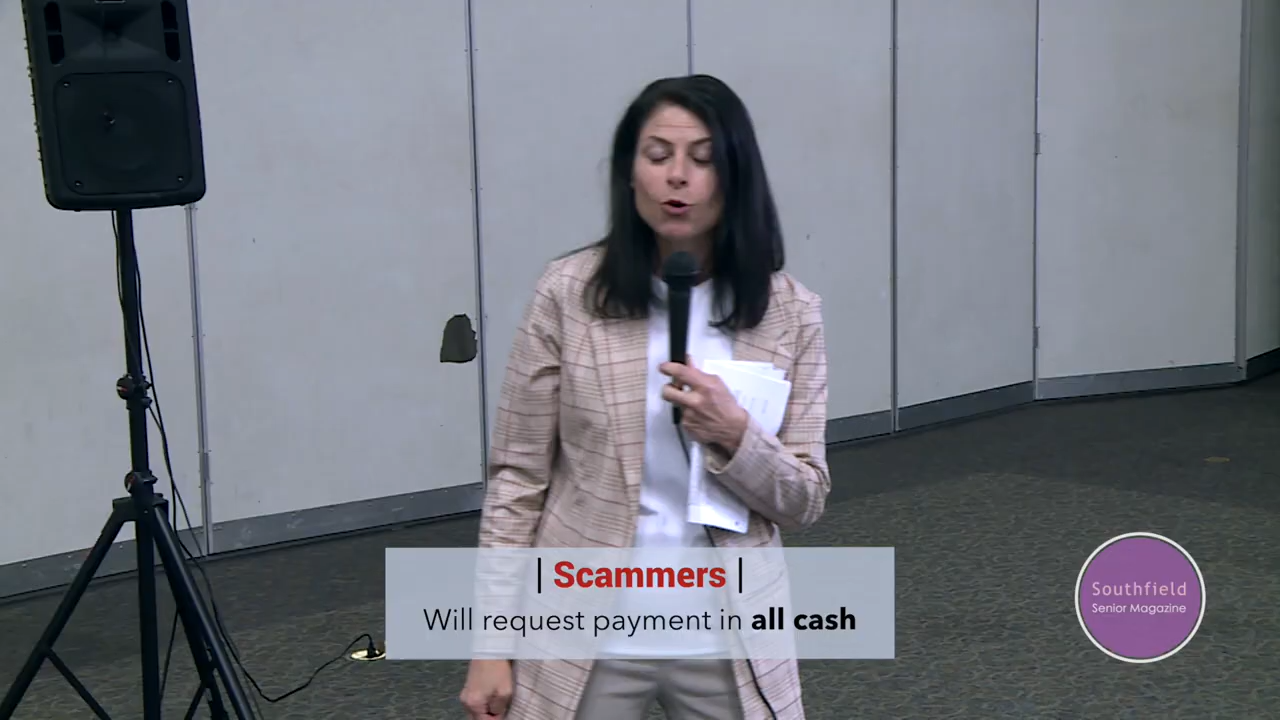 | Scammers |
Will request payment in all cash
Southfield
Senior Magazine